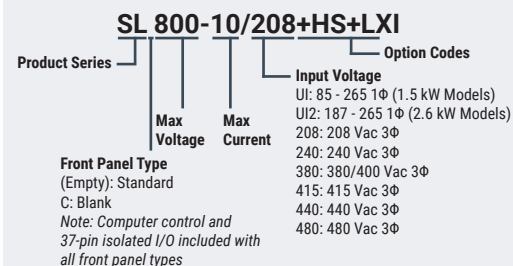 SL 800-10/208+HS+LXI
Product Series
Option Codes
Max
Voltage
Max
Current
Input Voltage
UI: 85 - 265 1Φ (1.5 kW Models)
UI2: 187 - 265 1Φ (2.6 kW Models)
208: 208 Vac 3Φ
240: 240 Vac 3Φ
380: 380/400 Vac 3Φ
415: 415 Vac 3Φ
440: 440 Vac 3Φ
480: 480 Vac 3Φ
Front Panel Type
(Empty): Standard
C: Blank
Note: Computer control and
37-pin isolated I/O included with
all front panel types